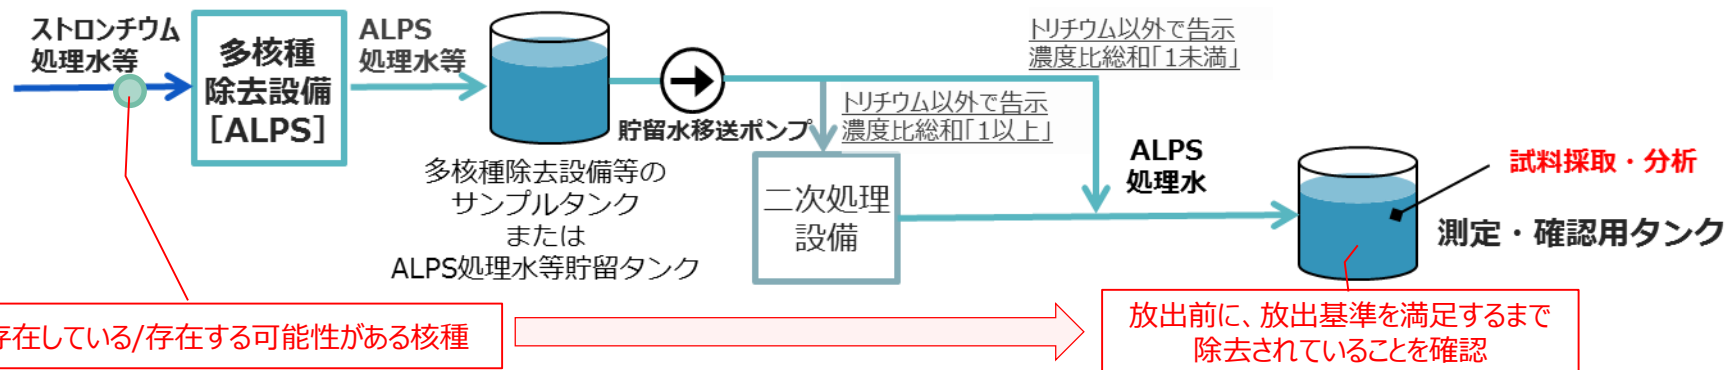 ストロンチウム
処理水等
多核種
除去設備
［ALPS］
ALPS
処理水等
多核種除去設備等の
サンプルタンク
または
ALPS処理水等貯留タンク
貯留水移送ポンプ
トリチウム以外で告示
濃度比総和「1未満」
トリチウム以外で告示
濃度比総和「1以上」
二次処理
設備
ALPS
処理水
試料採取・分析
測定・確認用タンク
存在している/存在する可能性がある核種
放出前に、放出基準を満足するまで
除去されていることを確認